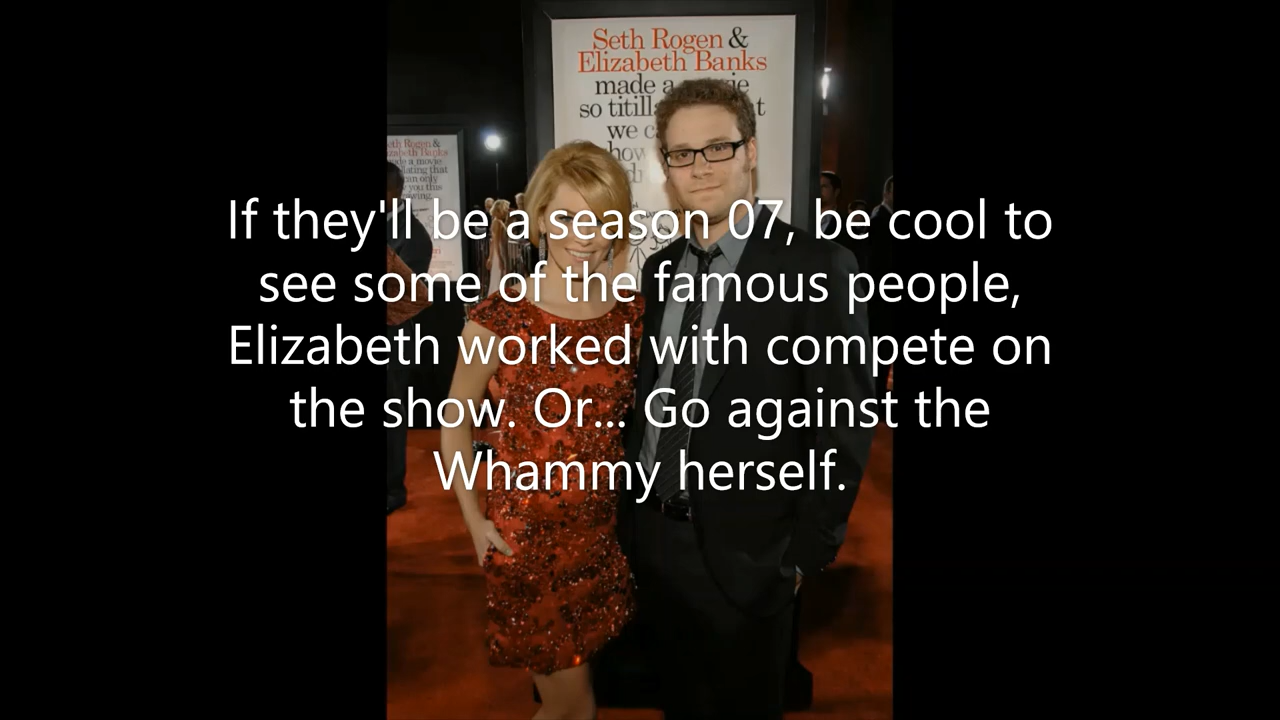 Seth Rogen &
Elizabeth Banks
made a
so
we
If they'll be a season 07, be cool to
see some of the famous people,
Elizabeth worked with compete on
the show. Or... Go against the
Whammy herself.